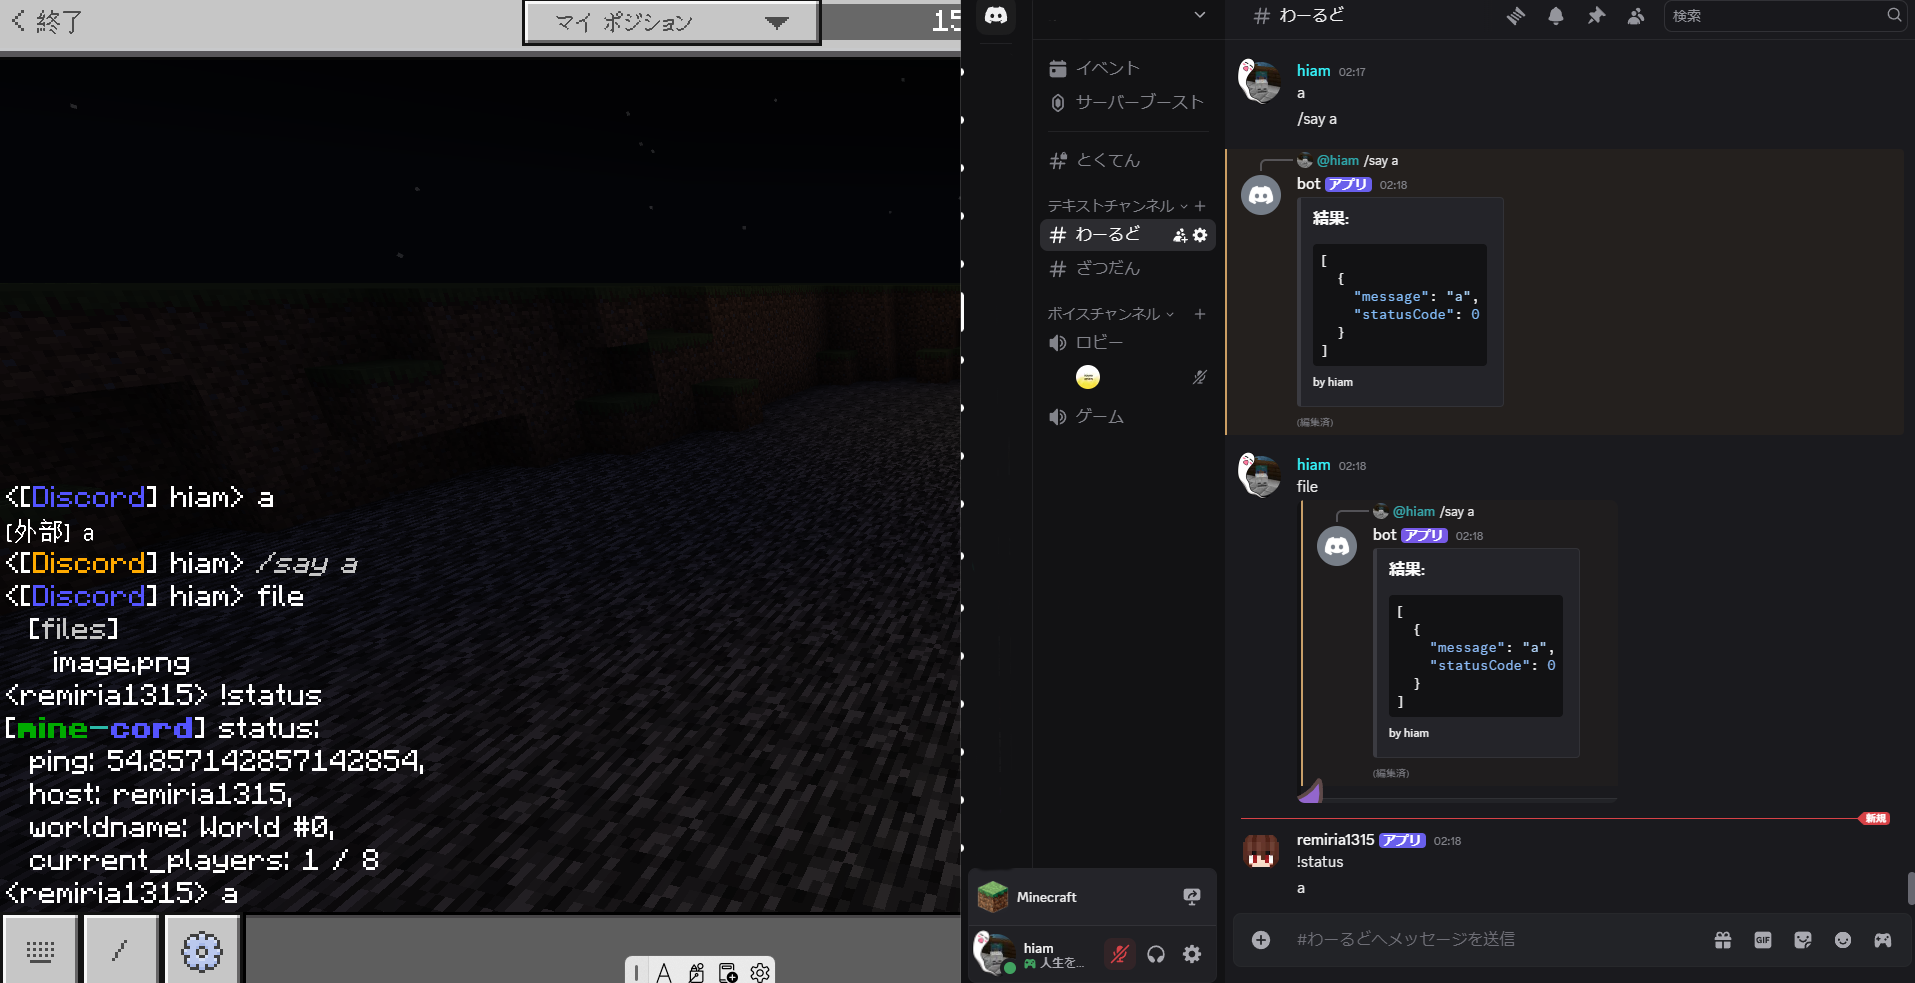 終了
マイ ポジション
15
<[Discord] hiam> a
[外部] a
<[Discord] hiam> /say a
<[Discord] hiam> file
[files]
image.png
<remiria1315> !status
[mine-cord] status:
ping: 54.857142857142854,
host: remiria1315,
worldname: World #0,
current_players: 1 / 8
<remiria1315> a
/
A
イベント
サーバーブースト
とくてん
テキストチャンネル
わーるど
ざつだん
ボイスチャンネル
ロビー
ゲーム
Minecraft
hiam
人生を...
# わーるど
検索
hiam 02:17
a
/say a
@hiam /say a
bot アプリ 02:18
結果:
[
{
"message": "a",
"statusCode": 0
}
]
by hiam
(編集済)
hiam 02:18
file
@hiam /say a
bot アプリ 02:18
結果:
[
{
"message": "a",
"statusCode": 0
}
]
by hiam
(編集済)
新規
remiria1315 アプリ 02:18
!status
a
#わーるどへメッセージを送信
GIF